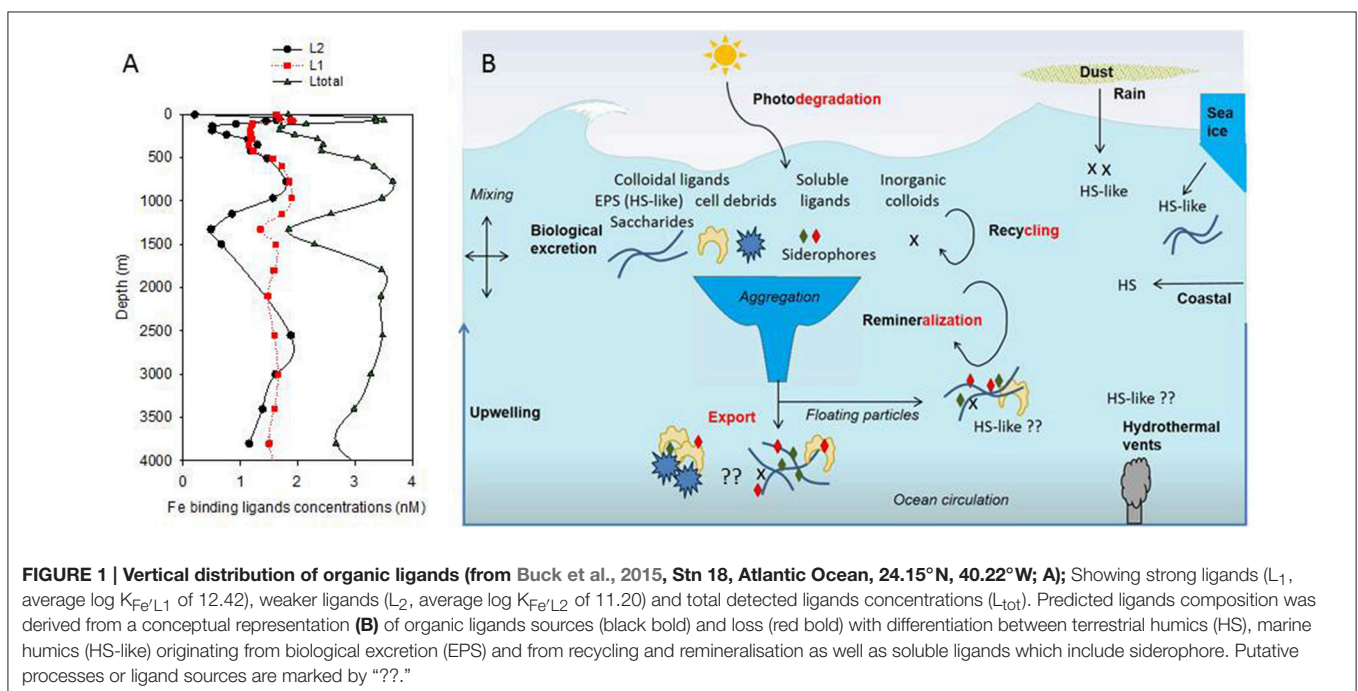 A
L2
L1
Ltotal
0
500
1000
1500
2000
2500
3000
3500
4000
Depth (m)
0 1 2 3 4
Fe binding ligands concentrations (nM)
B
Photodegradation
Dust
Rain
Sea
ice
X X
HS-like
HS-like
Mixing
Biological
excretion
Colloidal ligands
EPS (HS-like) cell debrids
Saccharides
Soluble
ligands
Siderophores
Inorganic
colloids
X
Recycling
HS
Coastal
Aggregation
Remineralization
Upwelling
Export
Floating particles
X
HS-like ??
HS-like ??
Hydrothermal
vents
??
X
Ocean circulation
FIGURE 1 | Vertical distribution of organic ligands (from Buck et al., 2015, Stn 18, Atlantic Ocean, 24.15°N, 40.22°W; A); Showing strong ligands (L1,
average log KFe'L1 of 12.42), weaker ligands (L2, average log KFe'L2 of 11.20) and total detected ligands concentrations (Ltot). Predicted ligands composition was
derived from a conceptual representation (B) of organic ligands sources (black bold) and loss (red bold) with differentiation between terrestrial humics (HS), marine
humics (HS-like) originating from biological excretion (EPS) and from recycling and remineralisation as well as soluble ligands which include siderophore. Putative
processes or ligand sources are marked by “??.”